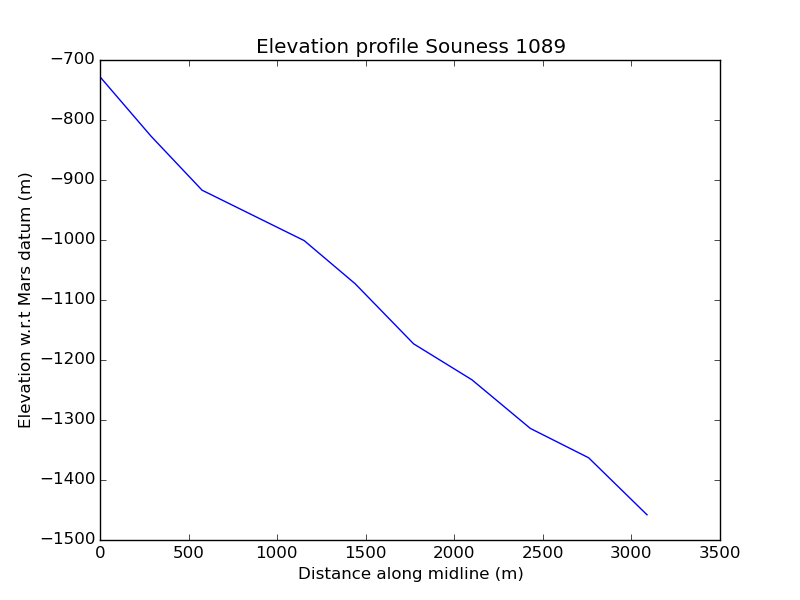 Elevation profile Souness 1089
Elevation w.r.t Mars datum (m)
−700
−800
−900
−1000
−1100
−1200
−1300
−1400
−1500
0 500 1000 1500 2000 2500 3000 3500
Distance along midline (m)